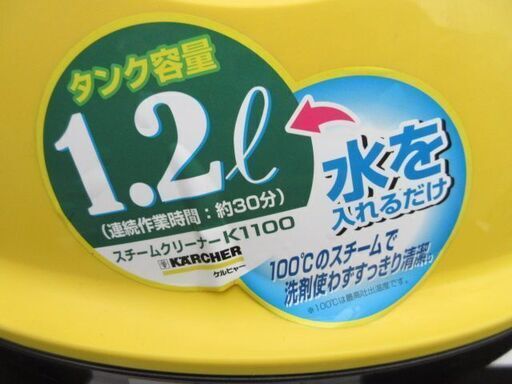 タンク容量
1.2ℓ
(連続作業時間：約30分)
スチームクリーナーK1100
KÄRCHER
ケルヒャー
水を
入れるだけ
100℃のスチームで
洗剤使わずすっきり清潔。
※100℃は最高吐出温度です。